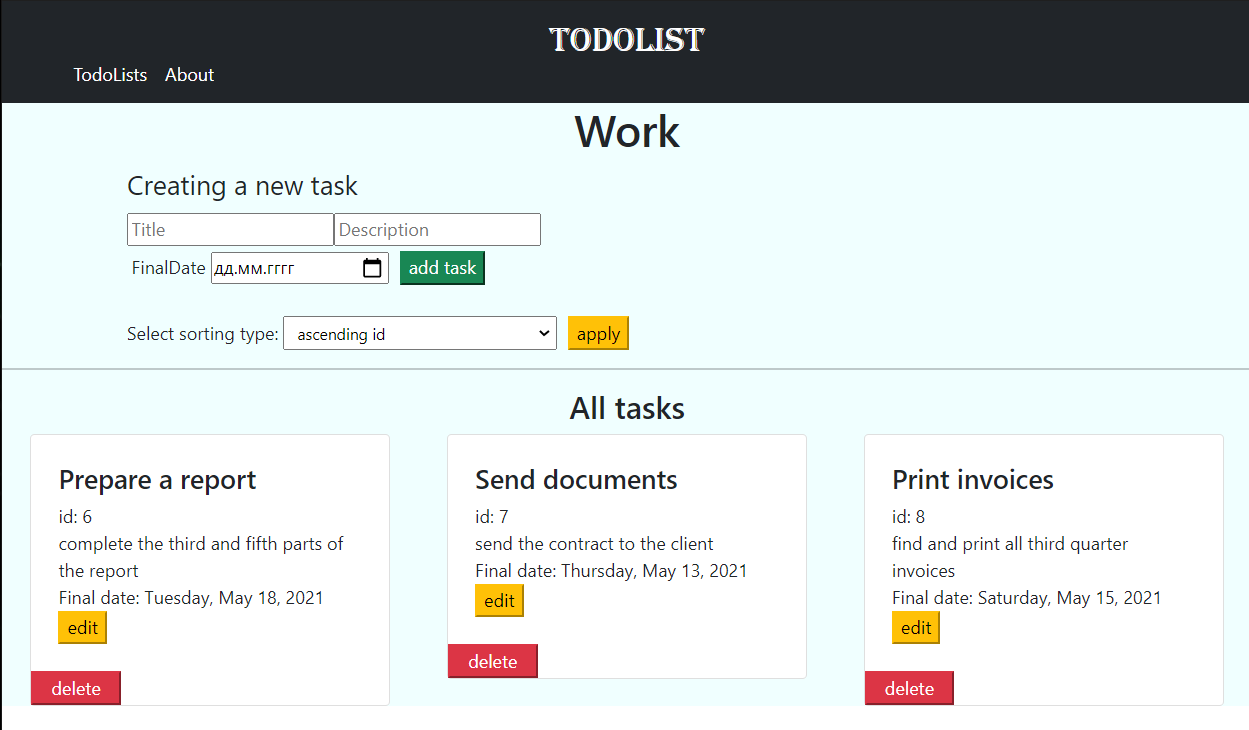 TODOLIST
TodoLists About
Work
Creating a new task
Title Description
FinalDate дд.мм.гггг add task
Select sorting type: ascending id apply
All tasks
Prepare a report
id: 6
complete the third and fifth parts of
the report
Final date: Tuesday, May 18, 2021
edit
delete
Send documents
id: 7
send the contract to the client
Final date: Thursday, May 13, 2021
edit
delete
Print invoices
id: 8
find and print all third quarter
invoices
Final date: Saturday, May 15, 2021
edit
delete